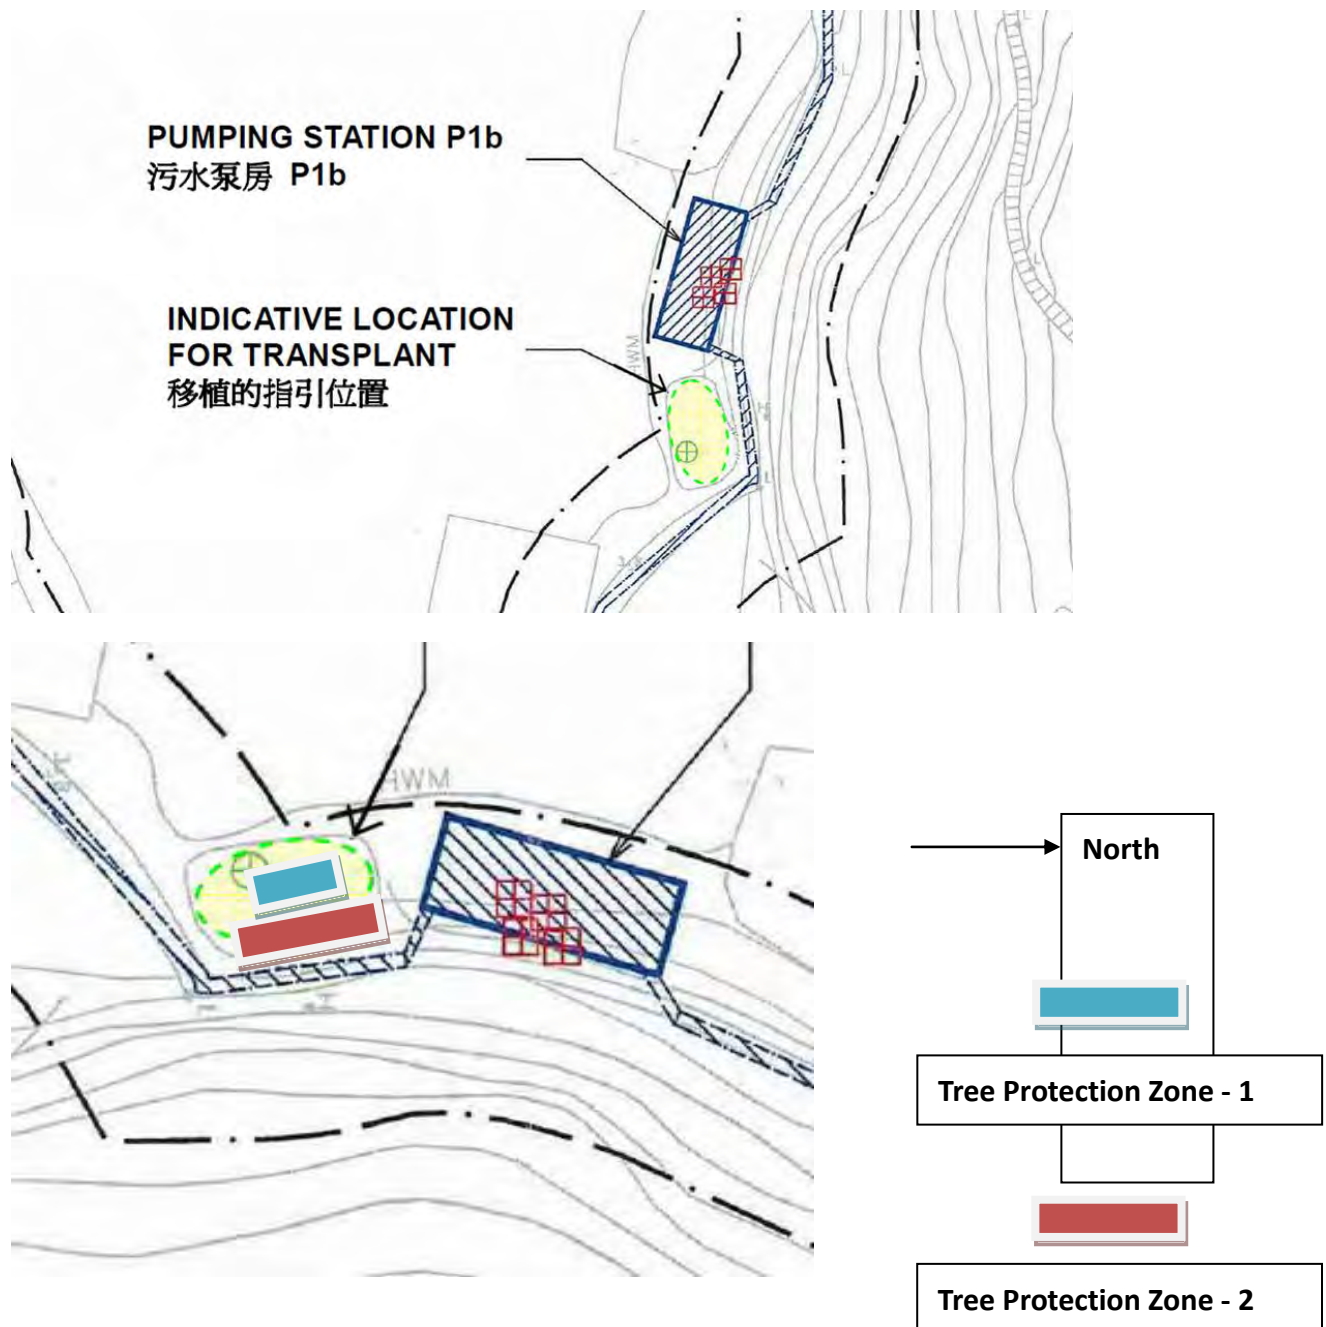 PUMPING STATION P1b
污水泵房 P1b
INDICATIVE LOCATION
FOR TRANSPLANT
移植的指引位置
HWM
HWM
North
Tree Protection Zone - 1
Tree Protection Zone - 2